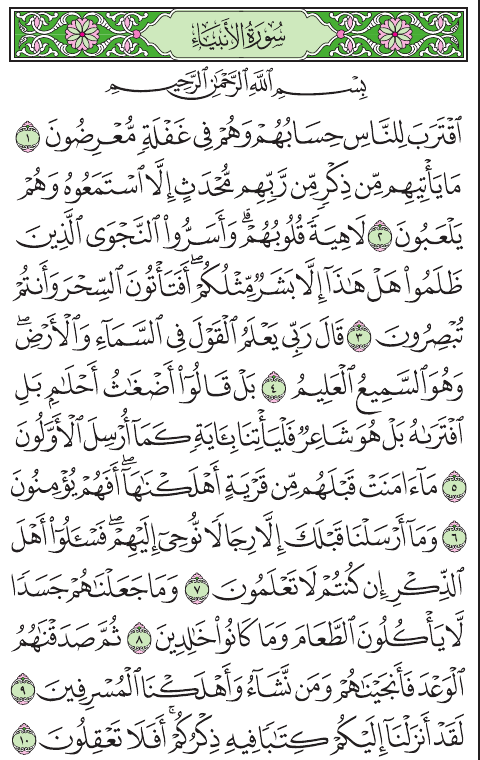 سُورَةُ الأَنبِيَاءِ
بِسْمِ ٱللَّهِ ٱلرَّحْمَٰنِ ٱلرَّحِيمِ
ٱقْتَرَبَ لِلنَّاسِ حِسَابُهُمْ وَهُمْ فِى غَفْلَةٍ مُّعْرِضُونَ ١
مَا يَأْتِيهِم مِّن ذِكْرٍ مِّن رَّبِّهِم مُّحْدَثٍ إِلَّا ٱسْتَمَعُوهُ وَهُمْ
يَلْعَبُونَ ٢ لَاهِيَةً قُلُوبُهُمْ ۗ وَأَسَرُّوا۟ ٱلنَّجْوَى ٱلَّذِينَ
ظَلَمُوا۟ هَلْ هَٰذَآ إِلَّا بَشَرٌ مِّثْلُكُمْ ۖ أَفَتَأْتُونَ ٱلسِّحْرَ وَأَنتُمْ
تُبْصِرُونَ ٣ قَالَ رَبِّى يَعْلَمُ ٱلْقَوْلَ فِى ٱلسَّمَآءِ وَٱلْأَرْضِ ۖ
وَهُوَ ٱلسَّمِيعُ ٱلْعَلِيمُ ٤ بَلْ قَالُوٓا۟ أَضْغَٰثُ أَحْلَٰمٍۭ بَلِ
ٱفْتَرَىٰهُ بَلْ هُوَ شَاعِرٌ فَلْيَأْتِنَا بِـَٔايَةٍ كَمَآ أُرْسِلَ ٱلْأَوَّلُونَ
٥ مَآ ءَامَنَتْ قَبْلَهُم مِّن قَرْيَةٍ أَهْلَكْنَٰهَآ ۖ أَفَهُمْ يُؤْمِنُونَ
٦ وَمَآ أَرْسَلْنَا قَبْلَكَ إِلَّا رِجَالًا نُّوحِىٓ إِلَيْهِمْ ۖ فَسْـَٔلُوٓا۟ أَهْلَ
ٱلذِّكْرِ إِن كُنتُمْ لَا تَعْلَمُونَ ٧ وَمَا جَعَلْنَٰهُمْ جَسَدًا
لَّا يَأْكُلُونَ ٱلطَّعَامَ وَمَا كَانُوا۟ خَٰلِدِينَ ٨ ثُمَّ صَدَقْنَٰهُمُ
ٱلْوَعْدَ فَأَنجَيْنَٰهُمْ وَمَن نَّشَآءُ وَأَهْلَكْنَا ٱلْمُسْرِفِينَ ٩
لَقَدْ أَنزَلْنَآ إِلَيْكُمْ كِتَٰبًا فِيهِ ذِكْرُكُمْ ۖ أَفَلَا تَعْقِلُونَ ١٠